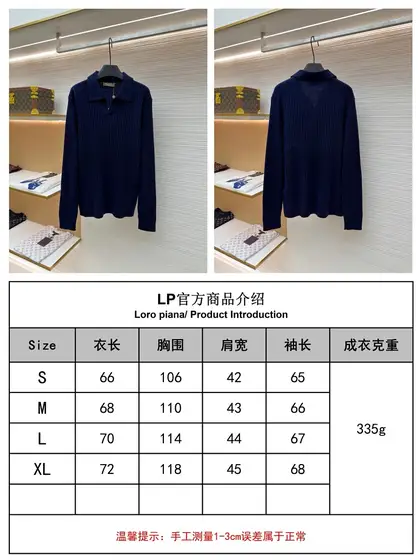 LP官方商品介绍
Loro piana/ Product Introduction
Size 衣长 胸围 肩宽 袖长 成衣克重
S 66 106 42 65
M 68 110 43 66
L 70 114 44 67
XL 72 118 45 68
335g
温馨提示：手工测量1-3cm误差属于正常